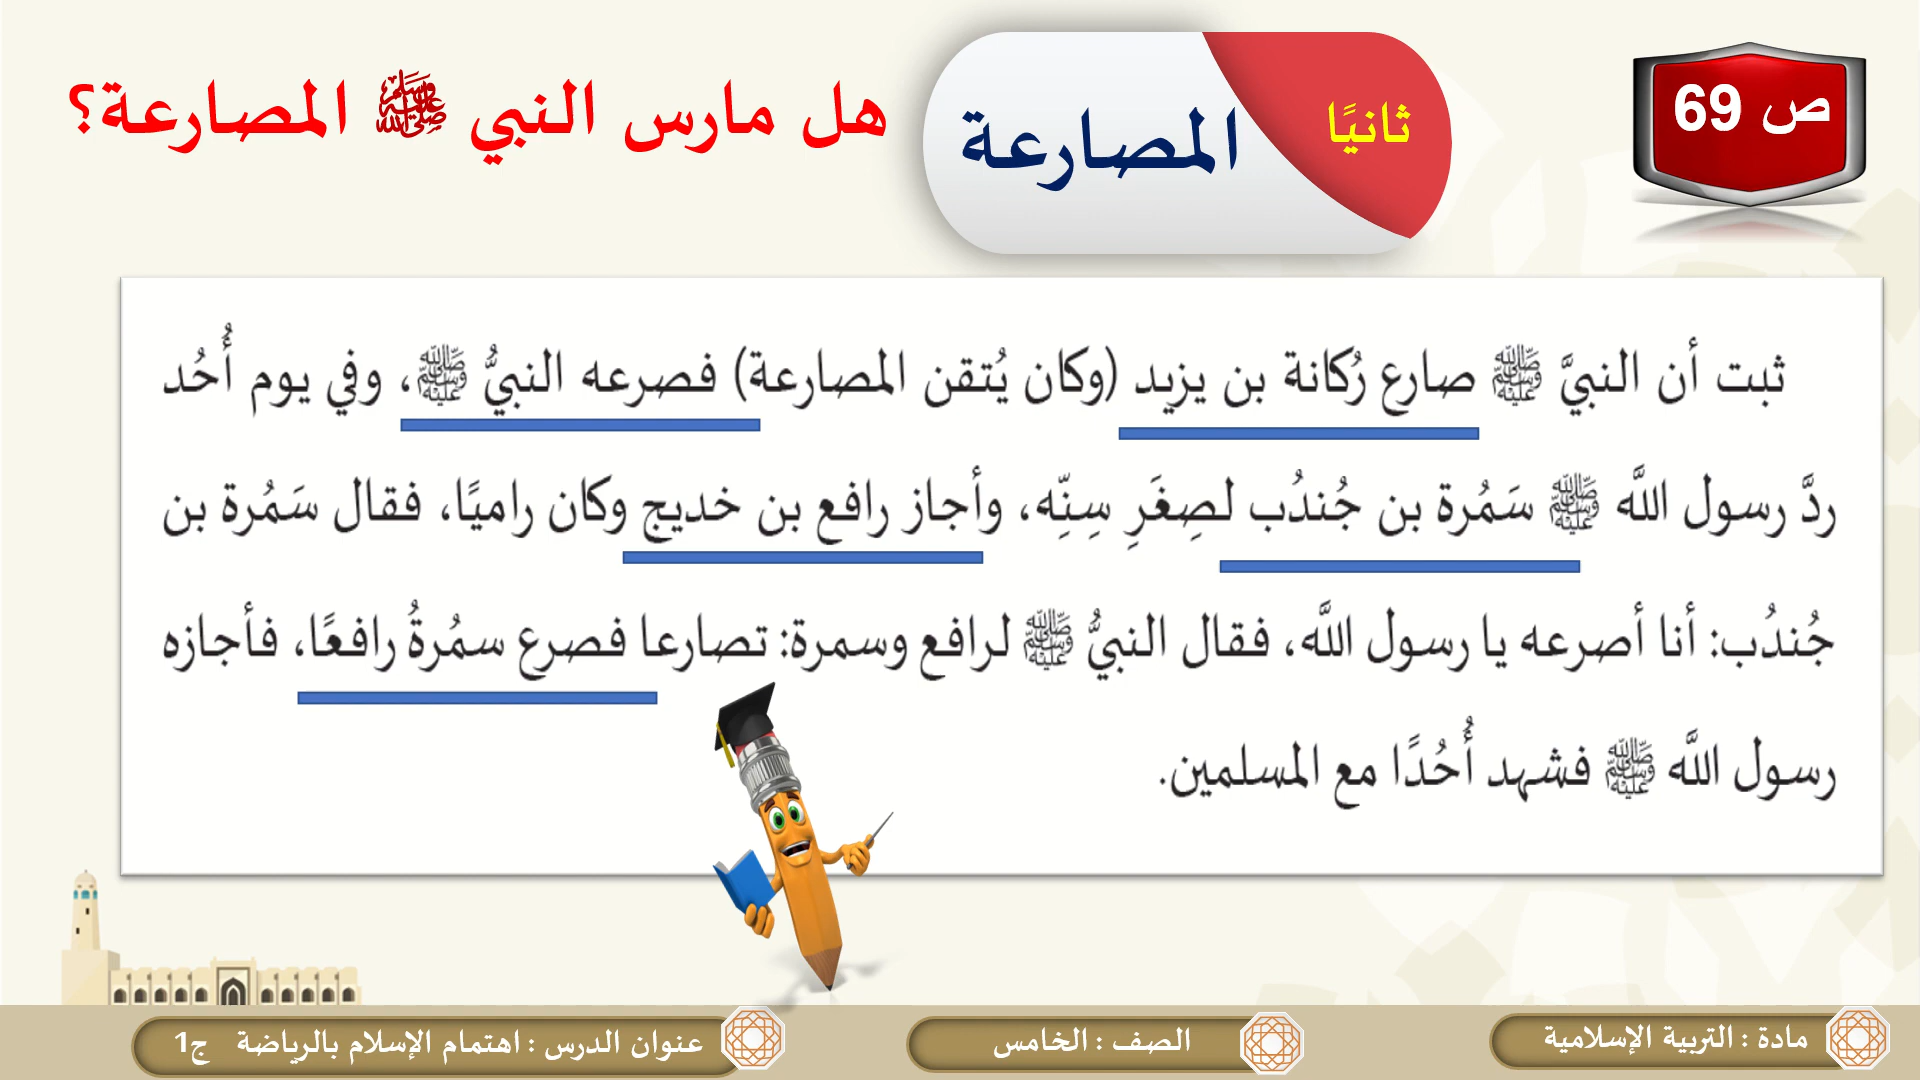 ص 69
ثانيًا
المصارعة
هل مارس النبي ﷺ المصارعة؟
ثبت أن النبيَّ ﷺ صارع رُكانة بن يزيد (وكان يُتقن المصارعة) فصرعه النبيُّ ﷺ، وفي يوم أُحُد
ردَّ رسول اللَّه ﷺ سَمُرة بن جُندُب لصِغَرِ سِنِّه، وأجاز رافع بن خديج وكان راميًا، فقال سَمُرة بن
جُندُب: أنا أصرعه يا رسول اللَّه، فقال النبيُّ ﷺ لرافع وسمرة: تصارعا فصرع سمُرةُ رافعًا، فأجازه
رسول اللَّه ﷺ فشهد أُحُدًا مع المسلمين.
مادة : التربية الإسلامية
الصف : الخامس
عنوان الدرس : اهتمام الإسلام بالرياضة ج1